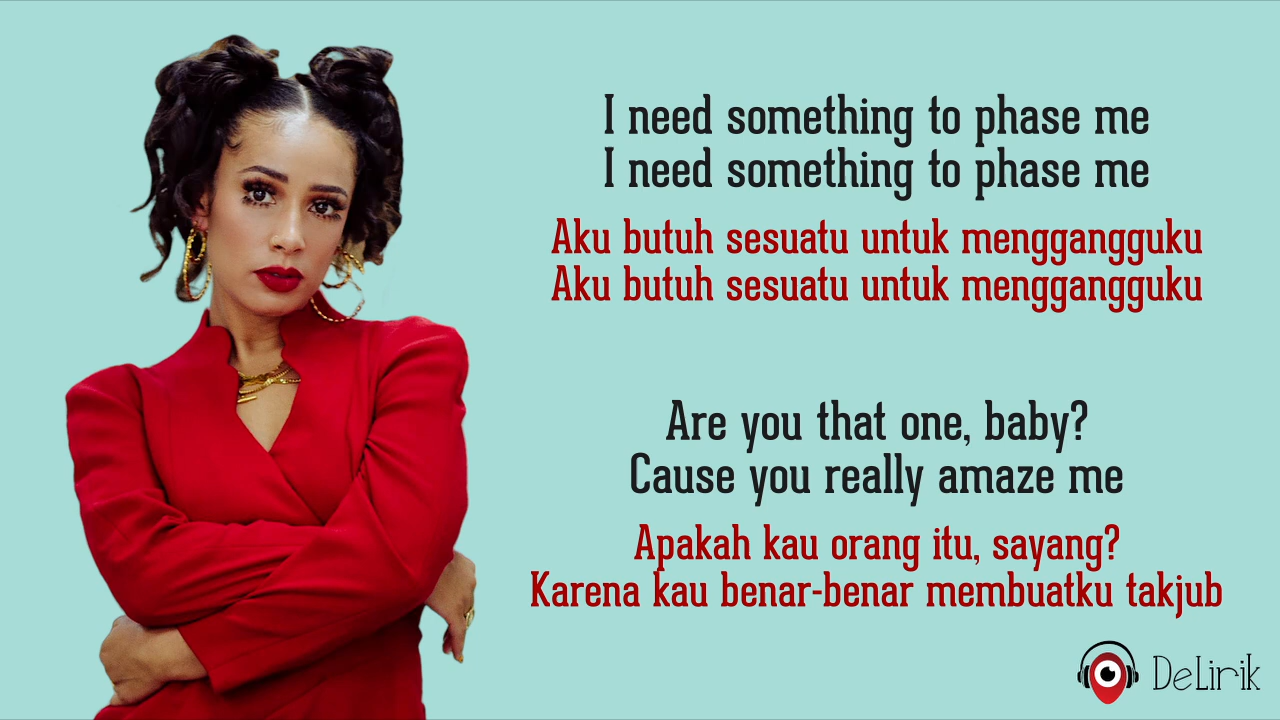 I need something to phase me
I need something to phase me
Aku butuh sesuatu untuk menggangguku
Aku butuh sesuatu untuk menggangguku
Are you that one, baby?
Cause you really amaze me
Apakah kau orang itu, sayang?
Karena kau benar-benar membuatku takjub
DeLirik